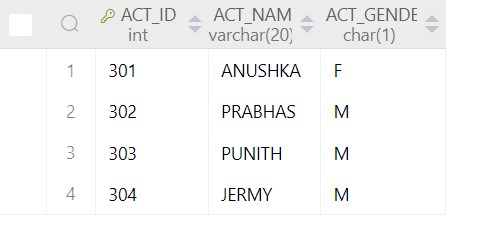 ACT_ID ACT_NAM ACT_GENDE
int varchar(20) char(1)
1 301 ANUSHKA F
2 302 PRABHAS M
3 303 PUNITH M
4 304 JERMY M